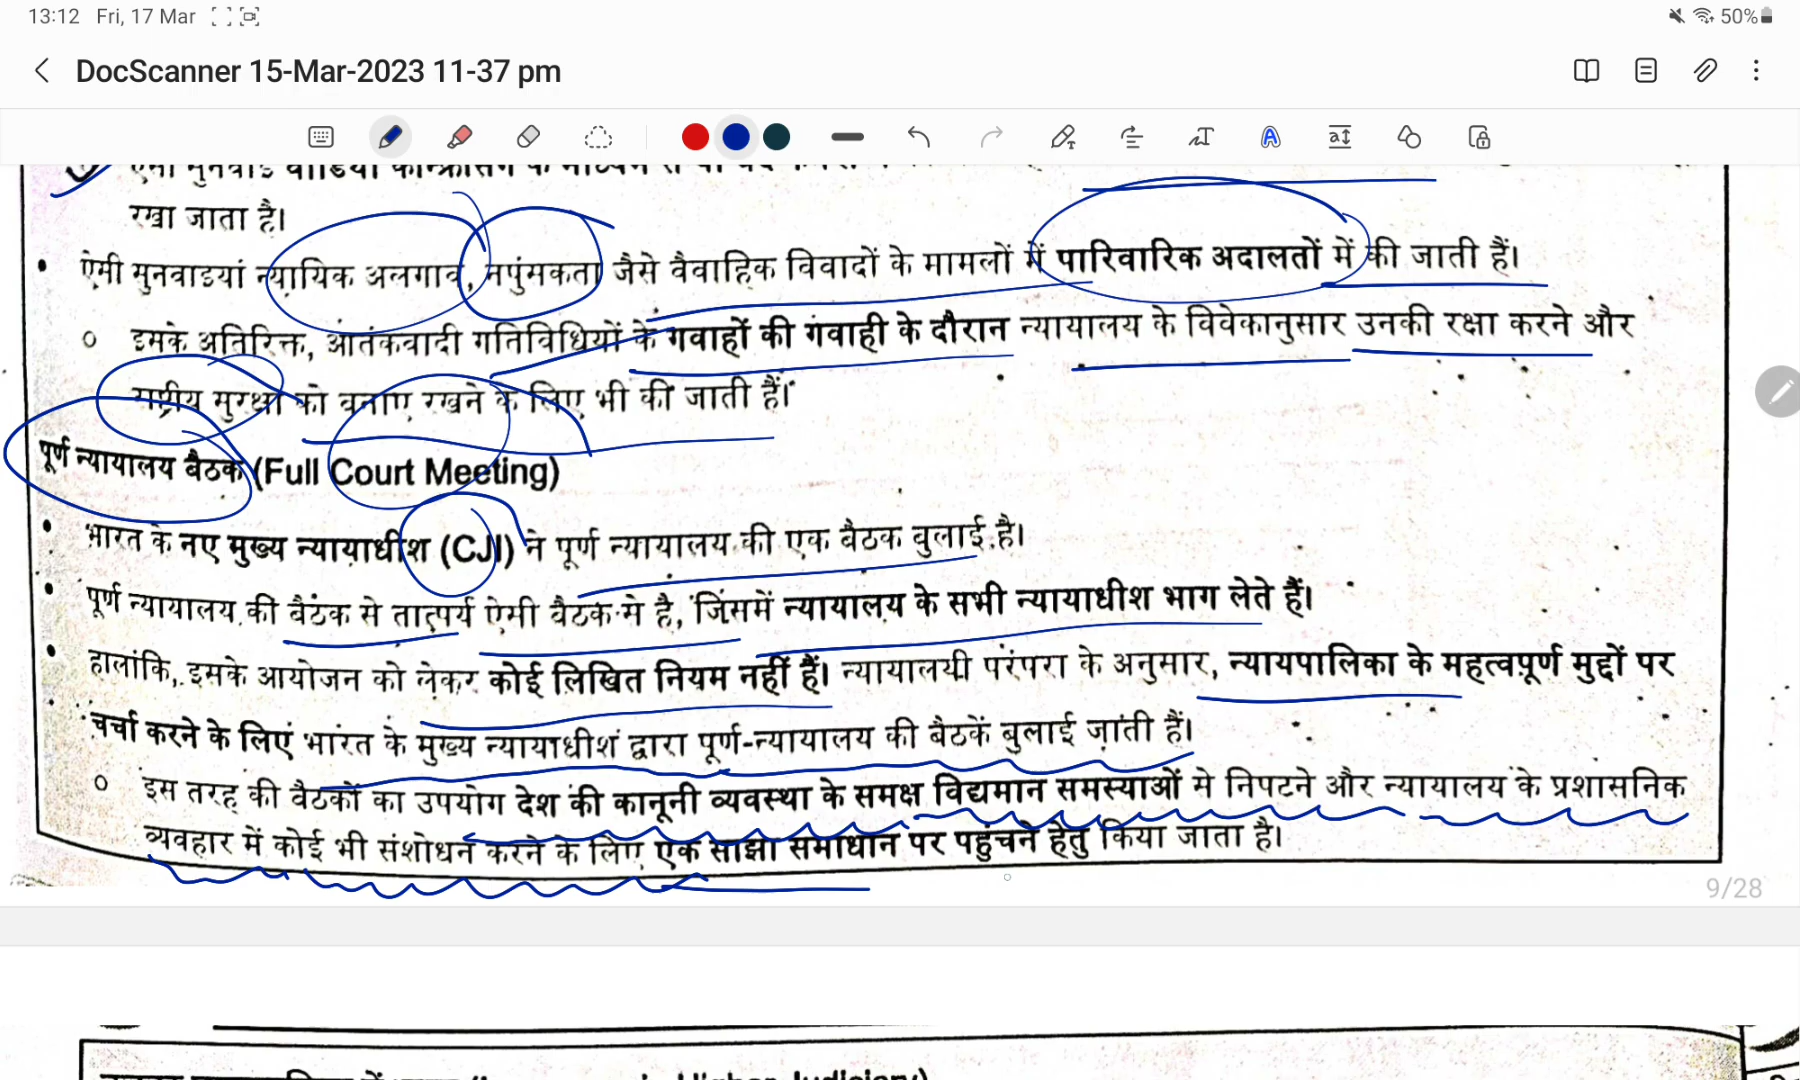 13:12 Fri, 17 Mar 50%
DocScanner 15-Mar-2023 11-37 pm
रखा जाता है।
ऐसी सुनवाइयां न्यायिक अलगाव, नपुंसकता जैसे वैवाहिक विवादों के मामलों में पारिवारिक अदालतों में की जाती हैं।
इसके अतिरिक्त, आतंकवादी गतिविधियों के गवाहों की गवाही के दौरान न्यायालय के विवेकानुसार उनकी रक्षा करने और
राष्ट्रीय सुरक्षा को बनाए रखने के लिए भी की जाती हैं।
पूर्ण न्यायालय बैठक (Full Court Meeting)
भारत के नए मुख्य न्यायाधीश (CJI) ने पूर्ण न्यायालय की एक बैठक बुलाई है।
पूर्ण न्यायालय की बैठक से तात्पर्य ऐसी बैठक से है, जिसमें न्यायालय के सभी न्यायाधीश भाग लेते हैं।
हालांकि, इसके आयोजन को लेकर कोई लिखित नियम नहीं हैं। न्यायालयी परंपरा के अनुसार, न्यायपालिका के महत्वपूर्ण मुद्दों पर
चर्चा करने के लिए भारत के मुख्य न्यायाधीश द्वारा पूर्ण-न्यायालय की बैठकें बुलाई जाती हैं।
इस तरह की बैठकों का उपयोग देश की कानूनी व्यवस्था के समक्ष विद्यमान समस्याओं से निपटने और न्यायालय के प्रशासनिक
व्यवहार में कोई भी संशोधन करने के लिए एक साझा समाधान पर पहुंचने हेतु किया जाता है।
9/28